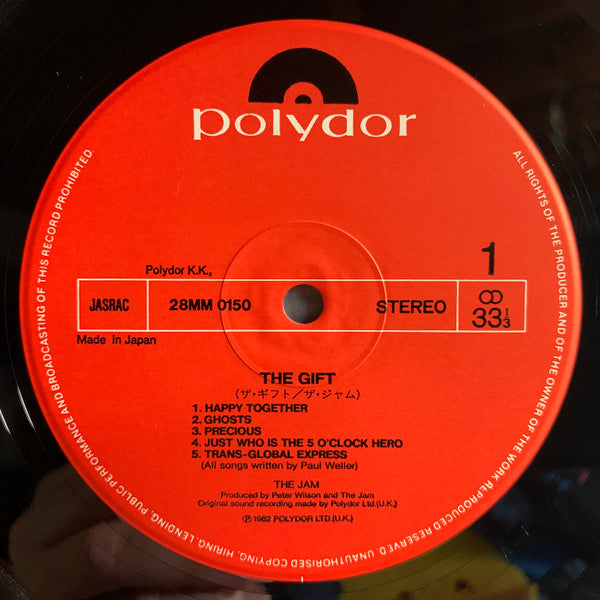 polydor
1
Polydor K.K.,
JASRAC 28MM 0150 STEREO 33⅓
Made in Japan
THE GIFT
(ザ・ギフト／ザ・ジャム)
1. HAPPY TOGETHER
2. GHOSTS
3. PRECIOUS
4. JUST WHO IS THE 5 O'CLOCK HERO
5. TRANS-GLOBAL EXPRESS
(All songs written by Paul Weller)
THE JAM
Produced by Peter Wilson and The Jam
Original sound recording made by Polydor Ltd.(U.K.)
℗ 1982 POLYDOR LTD.(U.K.)
ALL RIGHTS OF THE PRODUCER AND OF THE OWNER OF THE WORK REPRODUCED RESERVED. UNAUTHORISED COPYING, HIRING, LENDING, PUBLIC PERFORMANCE AND BROADCASTING OF THIS RECORD PROHIBITED.